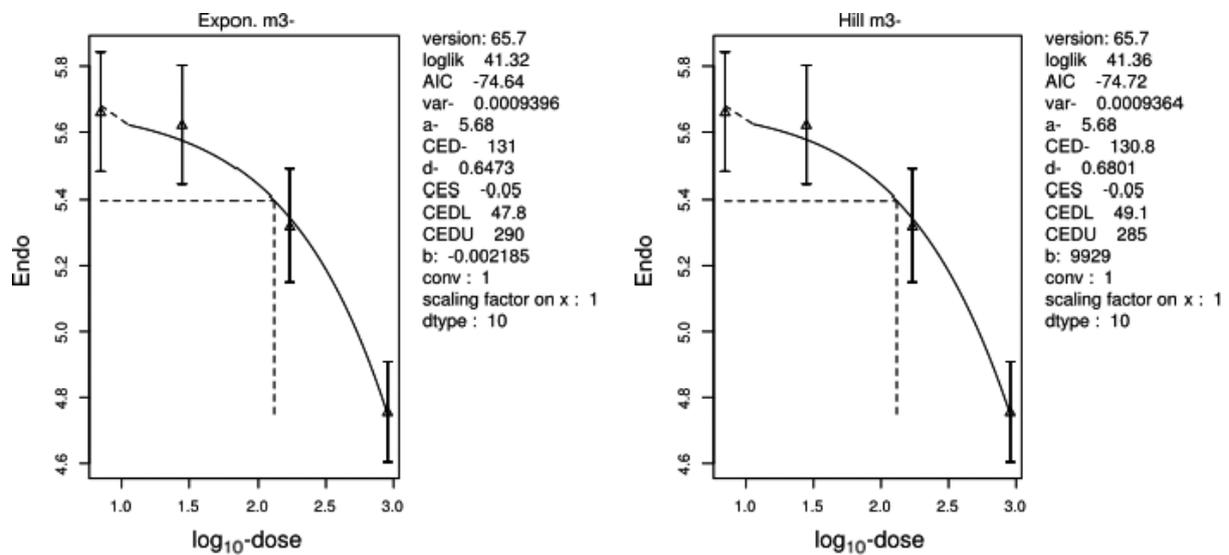 Expon. m3-
version: 65.7
loglik 41.32
AIC -74.64
var- 0.0009396
a- 5.68
CED- 131
d- 0.6473
CES -0.05
CEDL 47.8
CEDU 290
b: -0.002185
conv : 1
scaling factor on x : 1
dtype : 10
Endo
5.8
5.6
5.4
5.2
5.0
4.8
4.6
1.0 1.5 2.0 2.5 3.0
log10-dose
Hill m3-
version: 65.7
loglik 41.36
AIC -74.72
var- 0.0009364
a- 5.68
CED- 130.8
d- 0.6801
CES -0.05
CEDL 49.1
CEDU 285
b: 9929
conv : 1
scaling factor on x : 1
dtype : 10
Endo
5.8
5.6
5.4
5.2
5.0
4.8
4.6
1.0 1.5 2.0 2.5 3.0
log10-dose